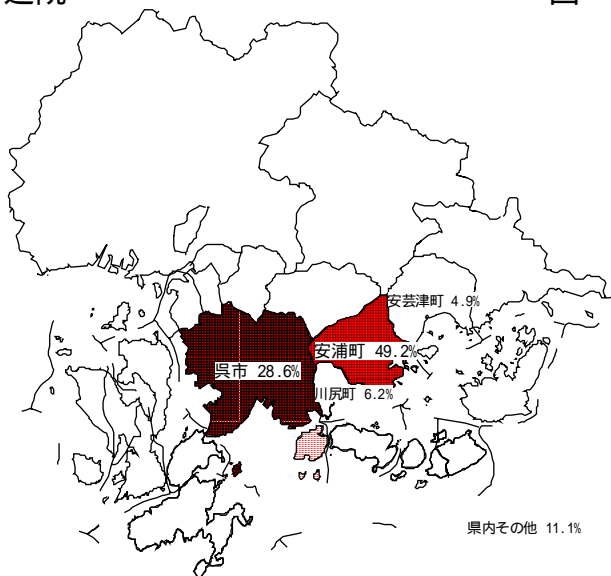 安芸津町 4.9%
安浦町 49.2%
呉市 28.6%
川尻町 6.2%
県内その他 11.1%